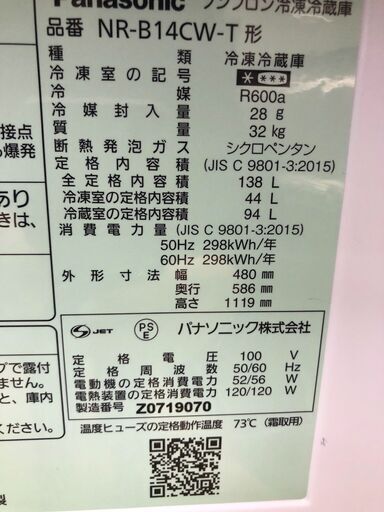 Panasonic ノンフロン冷凍冷蔵庫
品番 NR-B14CW-T 形
種類 冷凍冷蔵庫
冷凍室の記号 * ***
冷媒 R600a
冷媒封入量 28 g
質量 32 kg
断熱発泡ガス シクロペンタン
定格内容積 (JIS C 9801-3:2015)
全定格内容積 138 L
冷凍室の定格内容積 44 L
冷蔵室の定格内容積 94 L
消費電力量 (JIS C 9801-3:2015)
50Hz 298kWh/年
60Hz 298kWh/年
外形寸法 幅 480 mm
奥行 586 mm
高さ 1119 mm
S JET PSE パナソニック株式会社
定格電圧 100 V
定格周波数 50/60 Hz
電動機の定格消費電力 52/56 W
電熱装置の定格消費電力 120/120 W
製造番号 Z0719070
温度ヒューズの定格動作温度 73℃ (霜取用)
接点
も爆発
あり
きは、
ブで露付
ません。
と、庫内
ください。
製